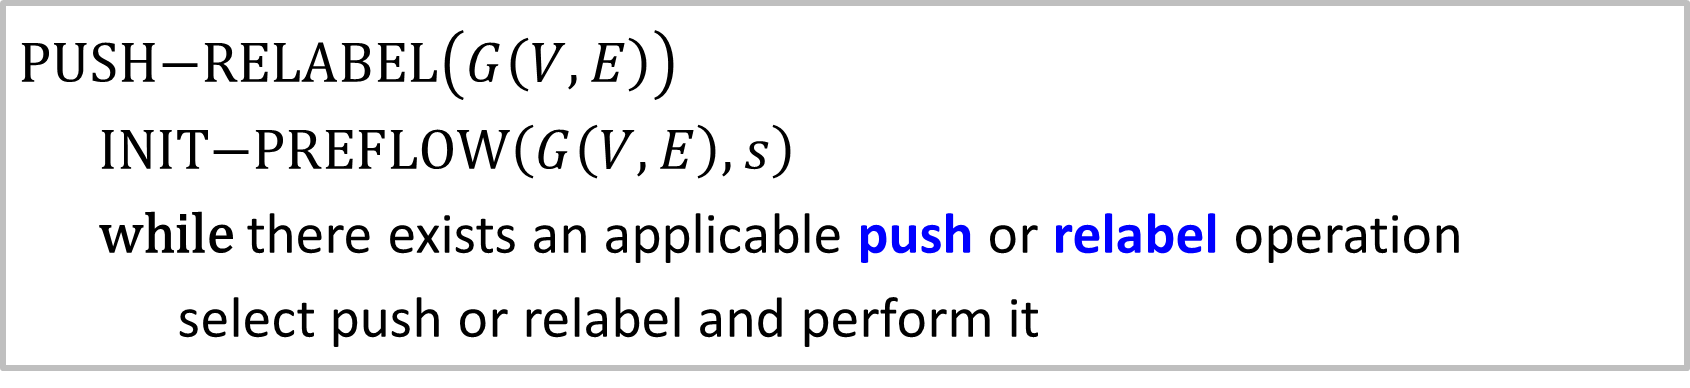 PUSH−RELABEL(G(V, E))
INIT−PREFLOW(G(V, E), s)
while there exists an applicable push or relabel operation
select push or relabel and perform it